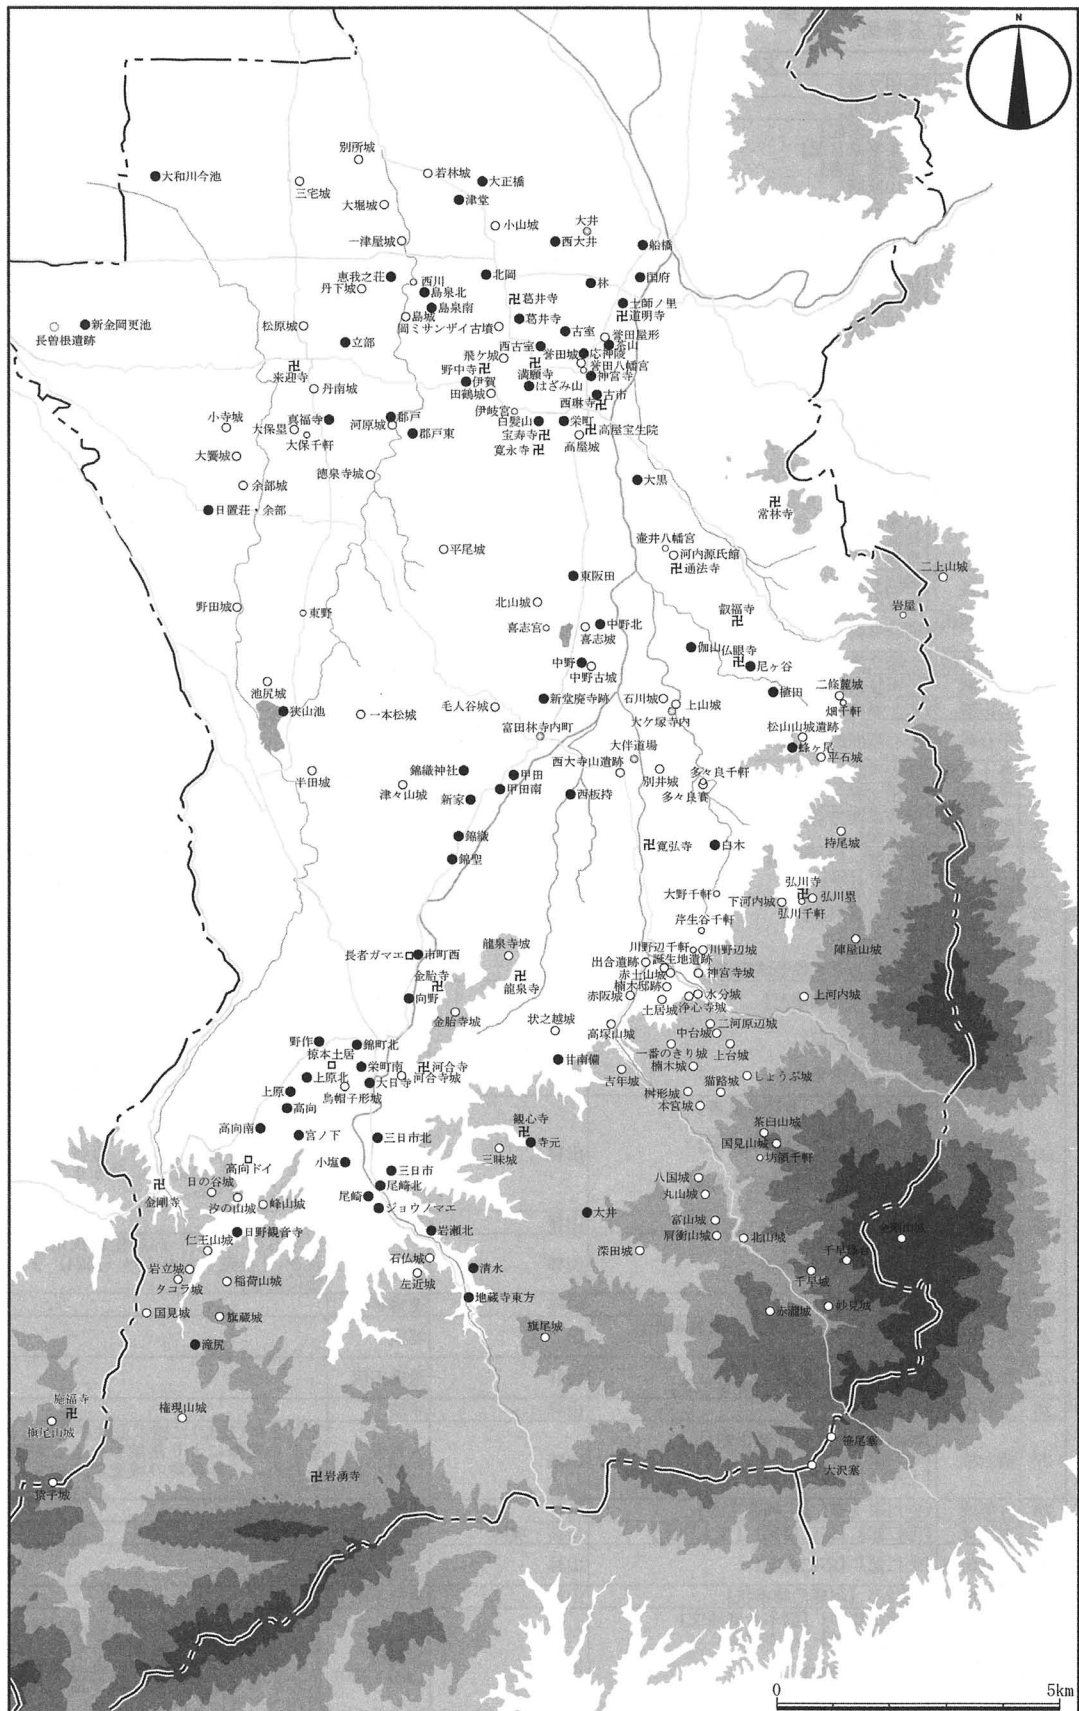 N
別所城
若林城
大正橋
大和川今池
三宅城
大堀城
津堂
小山城
大井
一津屋城
西大井
船橋
恵我之荘
丹下城
西川
北岡
国府
林
島泉北
島泉南
葛井寺
土師ノ里
道明寺
島城
岡ミサンザイ古墳
葛井寺
新金岡更池
長曽根遺跡
松原城
立部
古室
誉田屋形
茶山
西古室
誉田城
応神陵
飛ケ城
来迎寺
野中寺
満願寺
誉田八幡宮
伊賀
はざみ山
神宮寺
丹南城
田鶴城
西琳寺
古市
小寺城
真福寺
郡戸
伊岐宮
大保塁
大保千軒
河原城
郡戸東
白髪山
栄町
宝寿寺
高屋宝生院
寛永寺
高屋城
大饗城
余部城
徳泉寺城
大黒
日置荘・余部
常林寺
平尾城
壷井八幡宮
河内源氏館
通法寺
東阪田
二上山城
野田城
東野
北山城
岩屋
叡福寺
喜志宮
中野北
喜志城
伽山
仏眼寺
尼ヶ谷
中野
中野古城
池尻城
新堂廃寺跡
石川城
上山城
二條麓城
畑千軒
狭山池
一本松城
毛人谷城
大ケ塚寺内
富田林寺内町
松山山城遺跡
蜂ヶ尾
平石城
大伴道場
西大寺山遺跡
半田城
錦織神社
甲田
津々山城
新家
甲田南
西板持
別井城
多々良千軒
錦織
持尾城
錦聖
寛弘寺
白木
大野千軒
弘川寺
下河内城
弘川塁
弘川千軒
芹生谷千軒
陣屋山城
長者ガマエ
市町西
龍泉寺城
川野辺千軒
川野辺城
出合遺跡
誕生地遺跡
金胎寺
龍泉寺
赤土山城
神宮寺城
楠木邸跡
向野
赤阪城
水分城
上河内城
土居城
浄心寺城
金胎寺城
状之越城
高塚山城
二河原辺城
中台城
野作
錦町北
一番のきり城
上台城
椋本土居
栄町南
河合寺
甘南備
楠木城
上原北
大日寺
河合寺城
吉年城
しょうぶ城
上原
烏帽子形城
桝形城
猫路城
高向
本宮城
高向南
宮ノ下
三日市北
観心寺
寺元
茶臼山城
国見山城
坊領千軒
高向ドイ
小塩
三日市
三味城
金剛寺
日の谷城
尾崎北
八国城
丸山城
汐の山城
峰山城
尾崎
ジョウノマエ
大井
富山城
日野観音寺
岩瀬北
肩衝山城
北山城
仁王山城
石仏城
深田城
岩立城
清水
千早城
タコラ城
稲荷山城
左近城
国見城
旗蔵城
地蔵寺東方
赤瀧城
妙見城
滝尻
旗尾城
施福寺
権現山城
槇尾山城
笹尾塞
大沢塞
猿子城
岩湧寺
0
5km